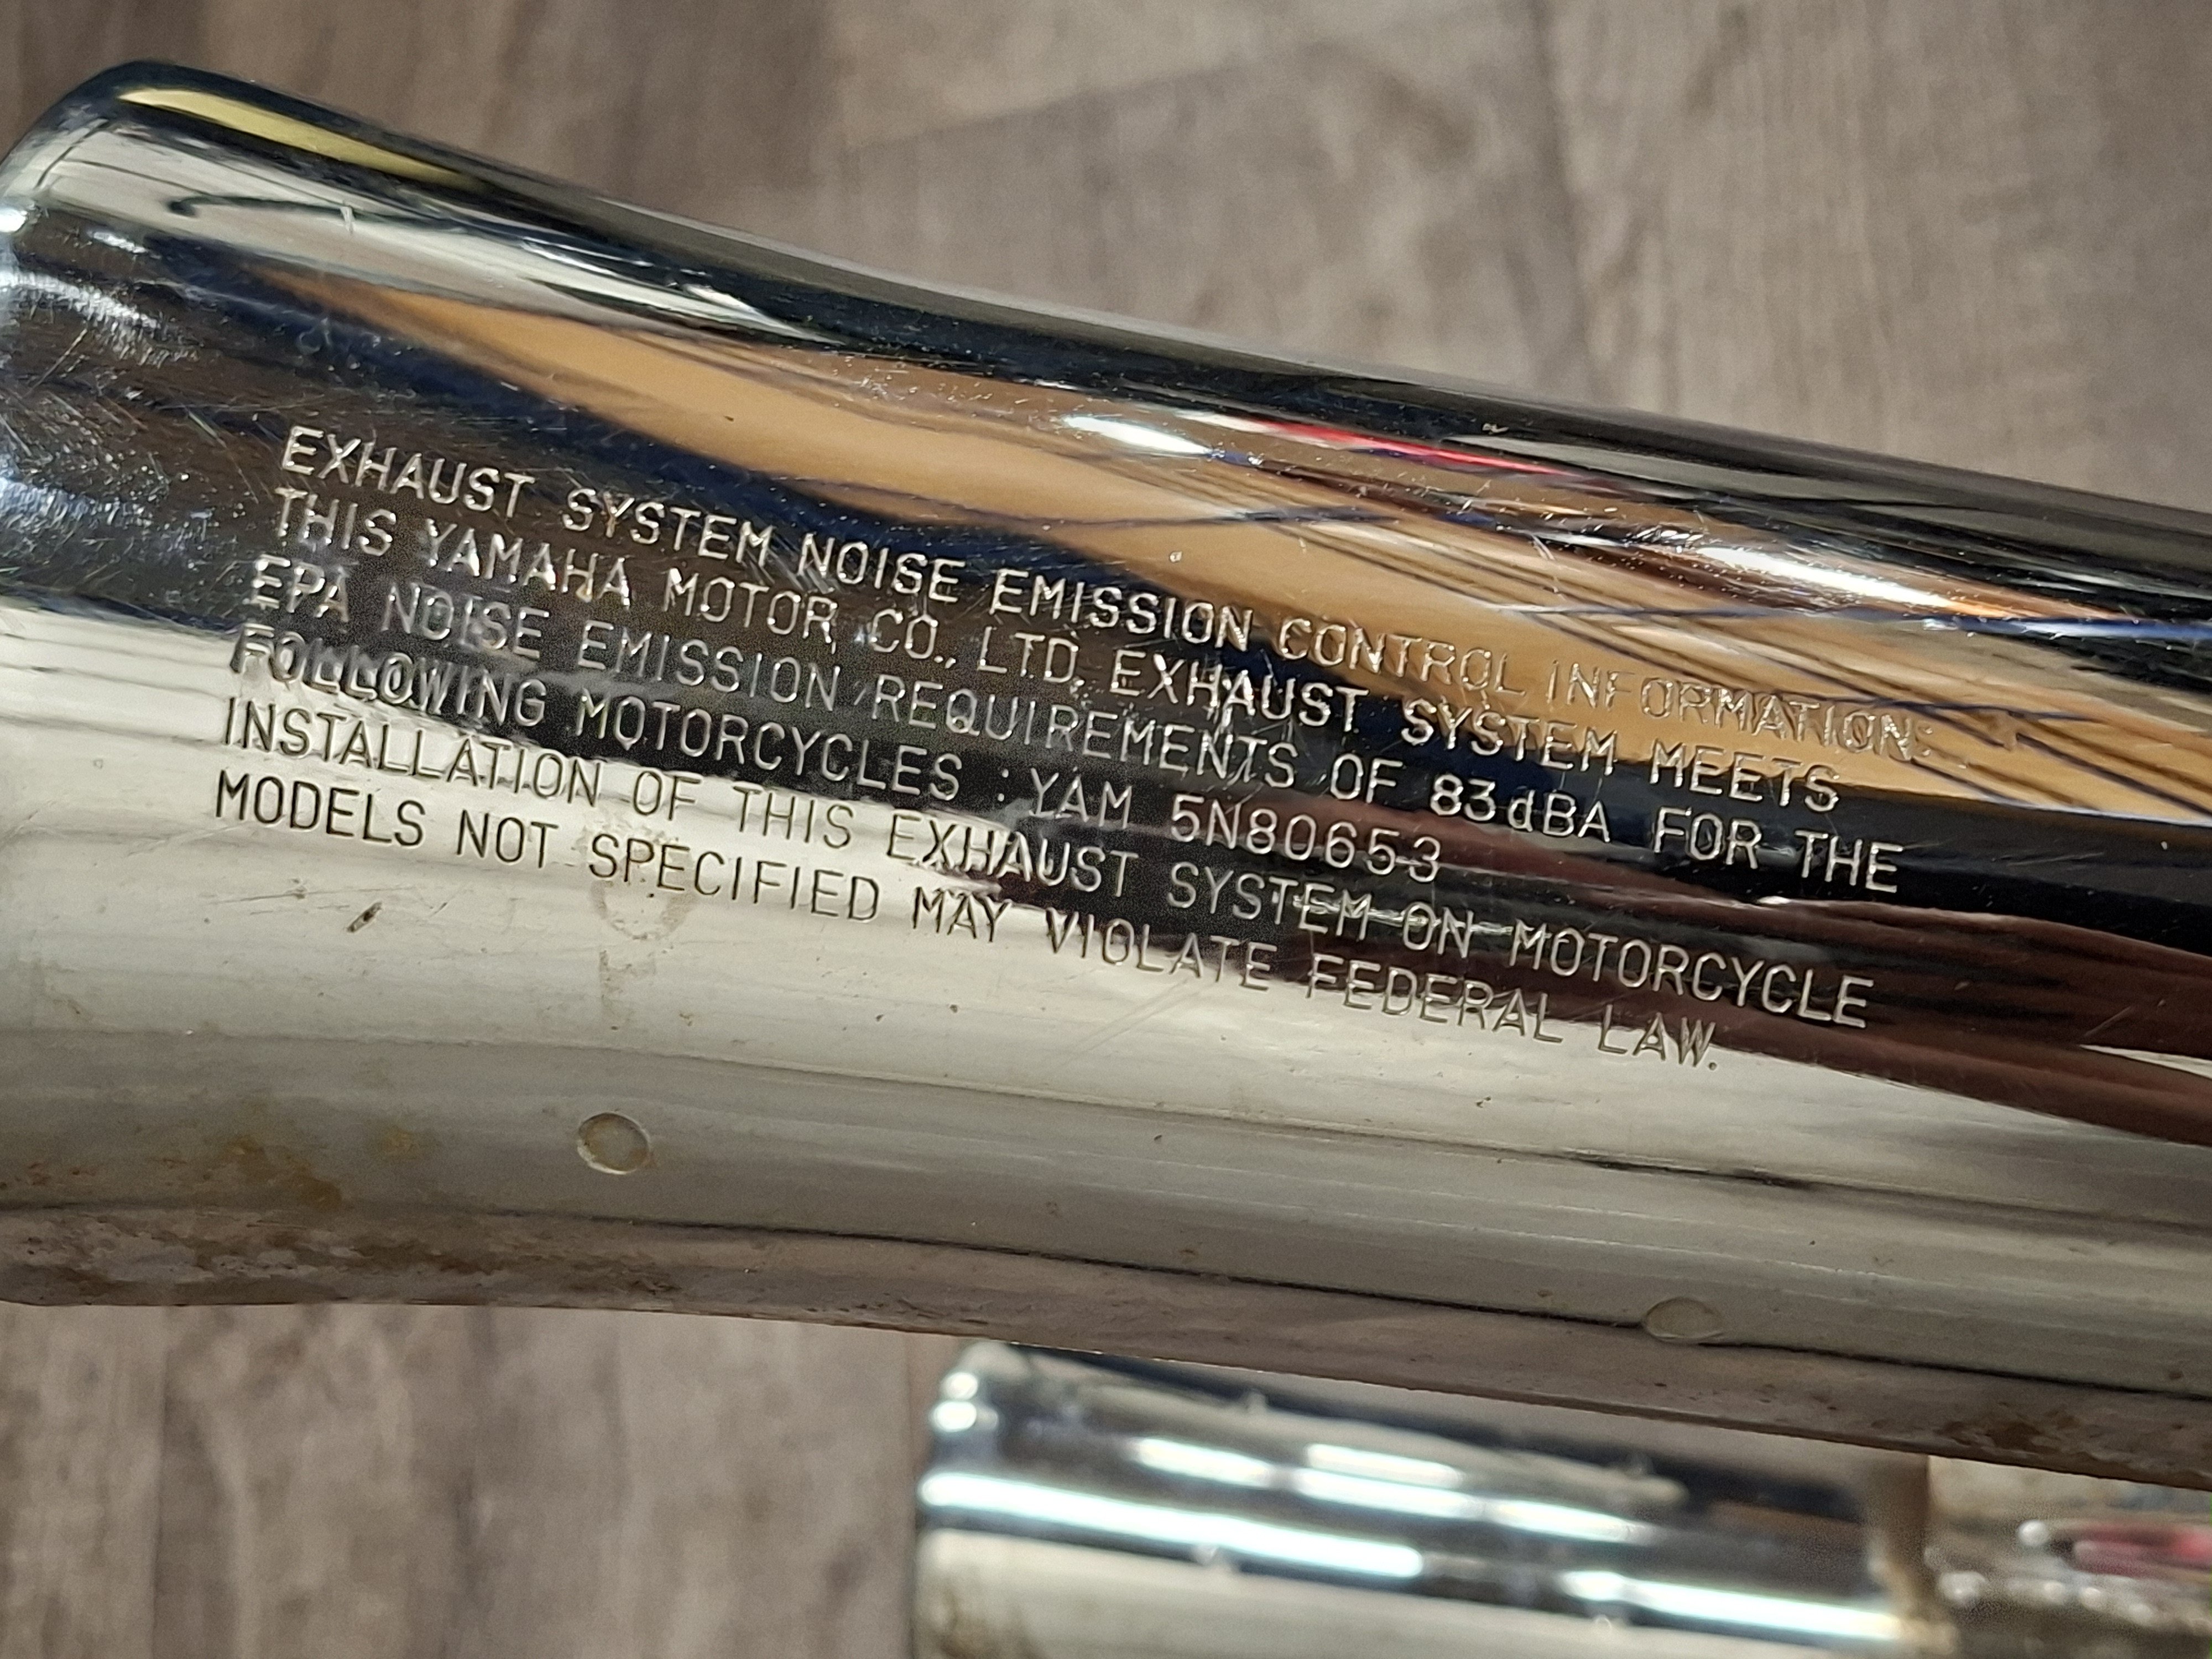 EXHAUST SYSTEM NOISE EMISSION CONTROL INFORMATION:
THIS YAMAHA MOTOR CO., LTD. EXHAUST SYSTEM MEETS
EPA NOISE EMISSION REQUIREMENTS OF 83dBA FOR THE
FOLLOWING MOTORCYCLES : YAM 5N80653
INSTALLATION OF THIS EXHAUST SYSTEM ON MOTORCYCLE
MODELS NOT SPECIFIED MAY VIOLATE FEDERAL LAW.